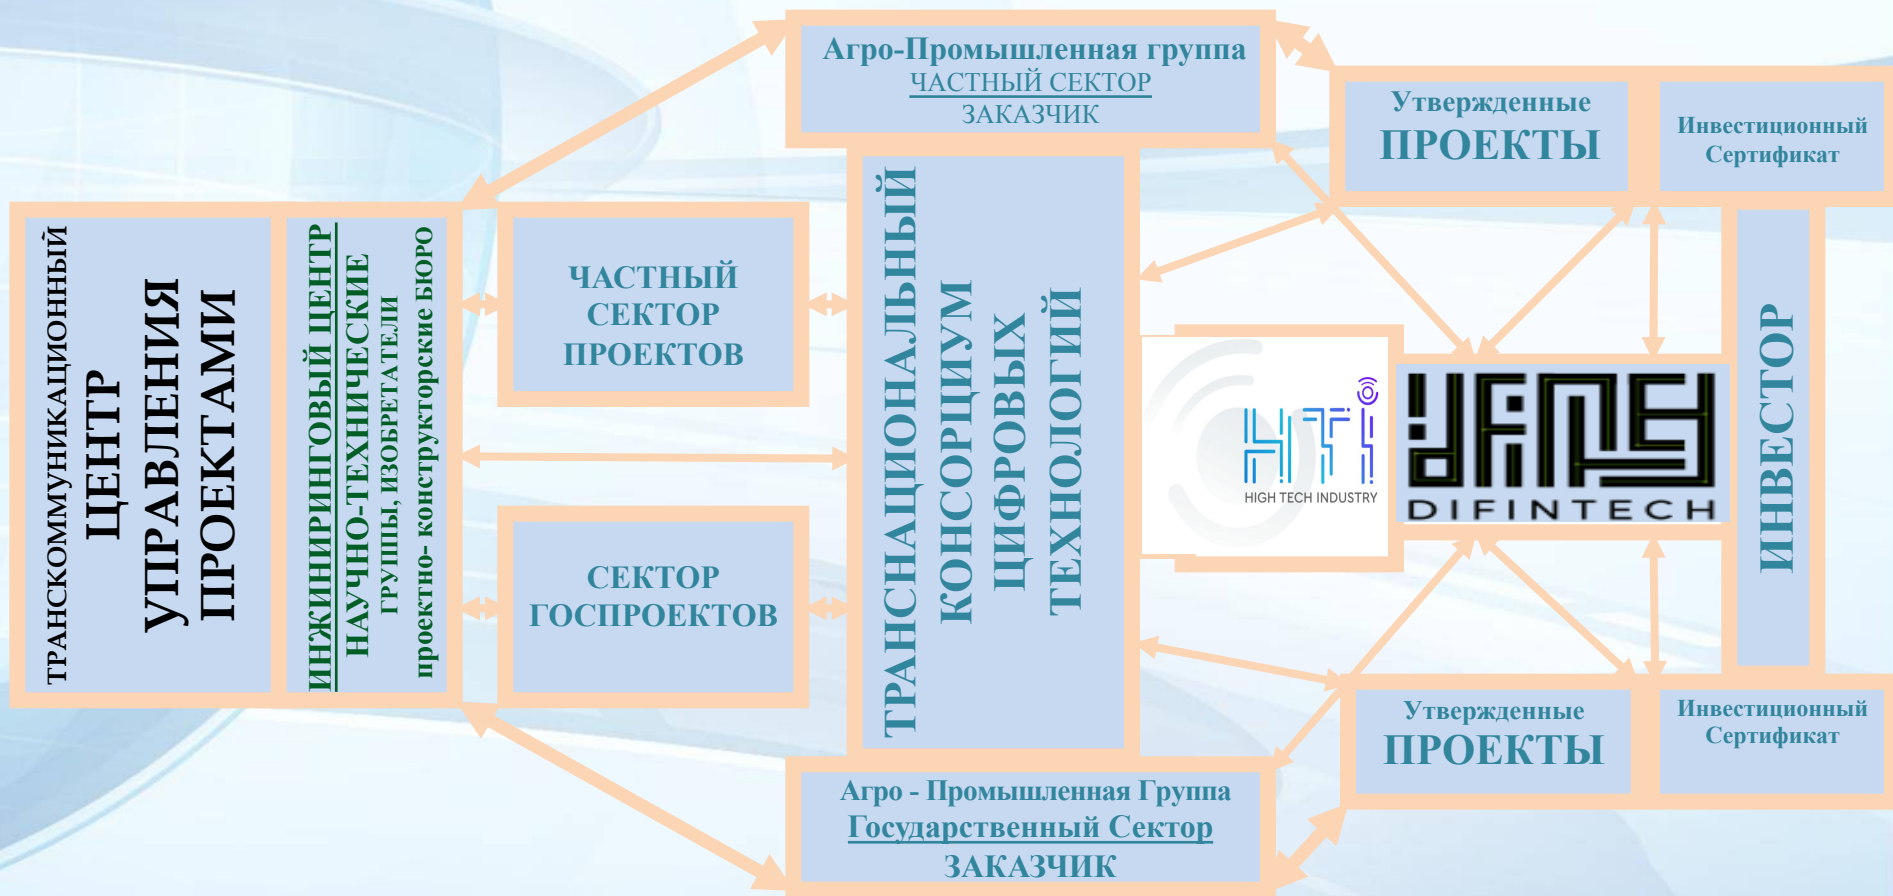 ТРАНСКОММУНИКАЦИОННЫЙ
ЦЕНТР
УПРАВЛЕНИЯ
ПРОЕКТАМИ
ИНЖИНИРИНГОВЫЙ ЦЕНТР
НАУЧНО-ТЕХНИЧЕСКИЕ
ГРУППЫ, ИЗОБРЕТАТЕЛИ
проектно- конструкторские БЮРО
ЧАСТНЫЙ
СЕКТОР
ПРОЕКТОВ
СЕКТОР
ГОСПРОЕКТОВ
Агро-Промышленная группа
ЧАСТНЫЙ СЕКТОР
ЗАКАЗЧИК
ТРАНСНАЦИОНАЛЬНЫЙ
КОНСОРЦИУМ
ЦИФРОВЫХ
ТЕХНОЛОГИЙ
Агро - Промышленная Группа
Государственный Сектор
ЗАКАЗЧИК
HTI
HIGH TECH INDUSTRY
DIFINTECH
Утвержденные
ПРОЕКТЫ
Инвестиционный
Сертификат
ИНВЕСТОР
Утвержденные
ПРОЕКТЫ
Инвестиционный
Сертификат